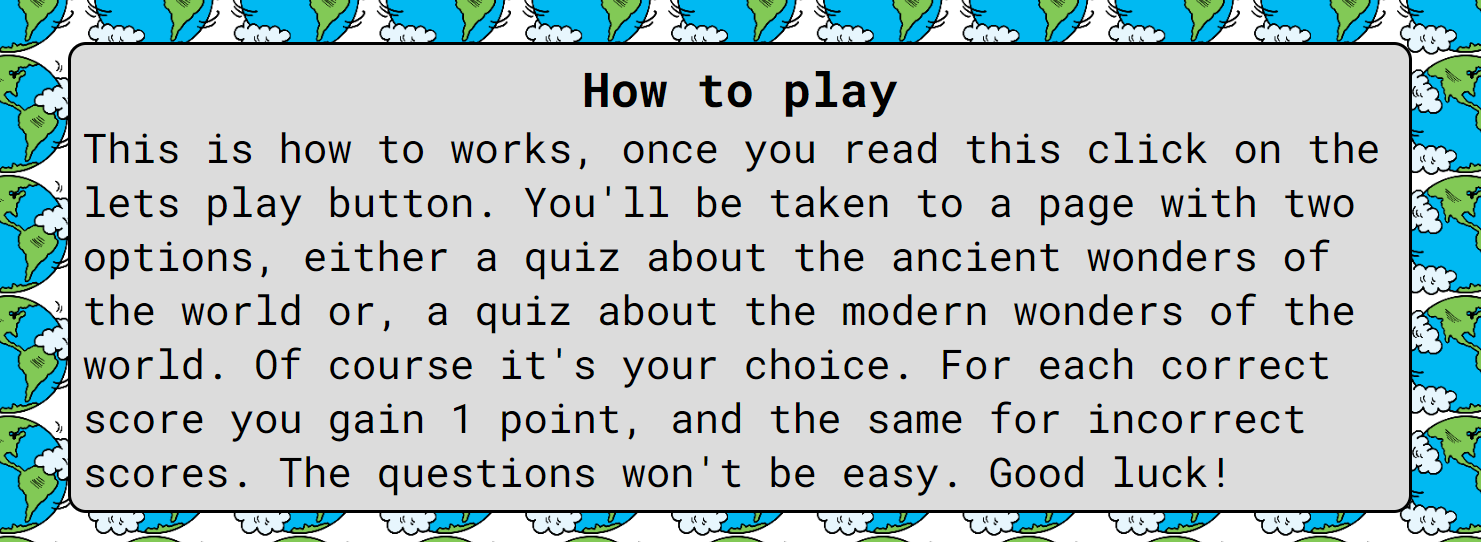 How to play
This is how to works, once you read this click on the
lets play button. You'll be taken to a page with two
options, either a quiz about the ancient wonders of
the world or, a quiz about the modern wonders of the
world. Of course it's your choice. For each correct
score you gain 1 point, and the same for incorrect
scores. The questions won't be easy. Good luck!